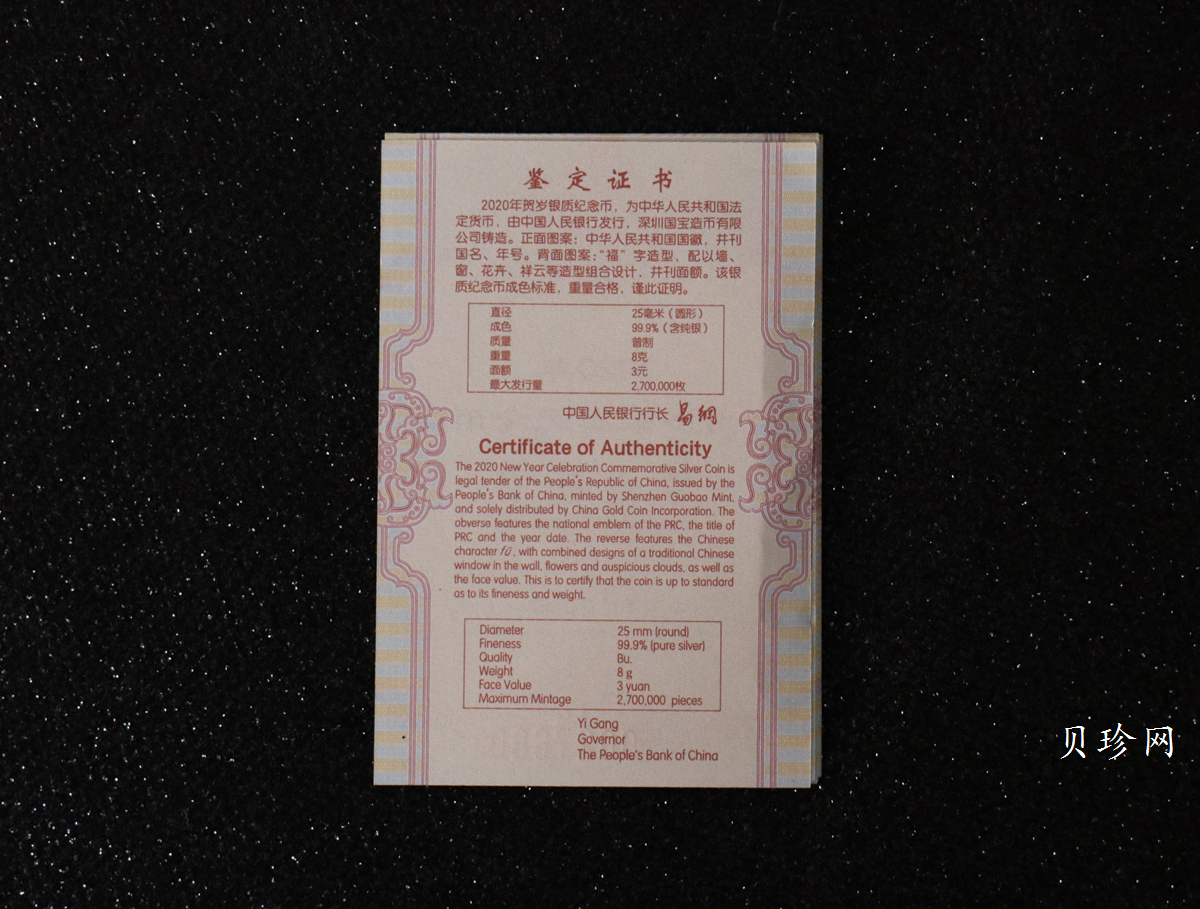 鉴定证书
2020年贺岁银质纪念币，为中华人民共和国法
定货币，由中国人民银行发行，深圳国宝造币有限
公司铸造。正面图案：中华人民共和国国徽，并刊
国名、年号。背面图案：“福”字造型，配以墙、
窗、花卉、祥云等造型组合设计，并刊面额。该银
质纪念币成色标准，重量合格，谨此证明。
直径 25毫米（圆形）
成色 99.9%（含纯银）
质量 普制
重量 8克
面额 3元
最大发行量 2,700,000枚
中国人民银行行长 易纲
Certificate of Authenticity
The 2020 New Year Celebration Commemorative Silver Coin is
legal tender of the People's Republic of China, issued by the
People's Bank of China, minted by Shenzhen Guobao Mint,
and solely distributed by China Gold Coin Incorporation. The
obverse features the national emblem of the PRC, the title of
PRC and the year date. The reverse features the Chinese
character fú, with combined designs of a traditional Chinese
window in the wall, flowers and auspicious clouds, as well as
the face value. This is to certify that the coin is up to standard
as to its fineness and weight.
Diameter 25 mm (round)
Fineness 99.9% (pure silver)
Quality Bu.
Weight 8 g
Face Value 3 yuan
Maximum Mintage 2,700,000 pieces
Yi Gang
Governor
The People's Bank of China
贝珍网